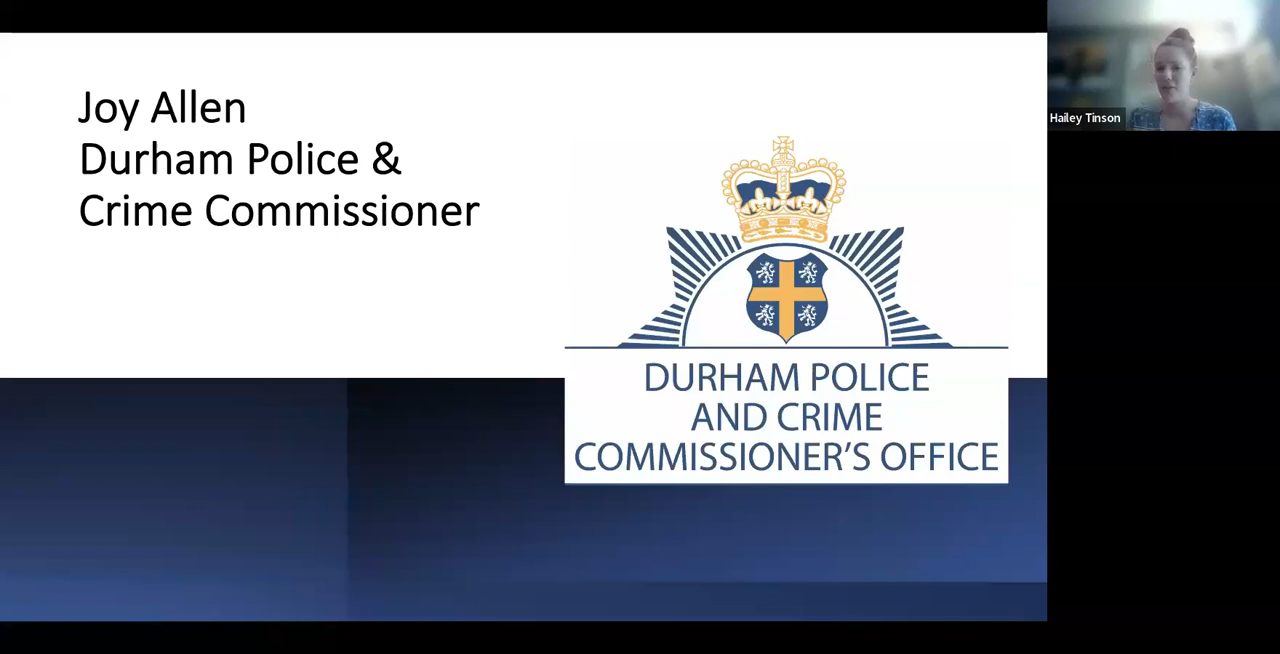 Joy Allen
Durham Police &
Crime Commissioner
DURHAM POLICE
AND CRIME
COMMISSIONER'S OFFICE
Hailey Tinson